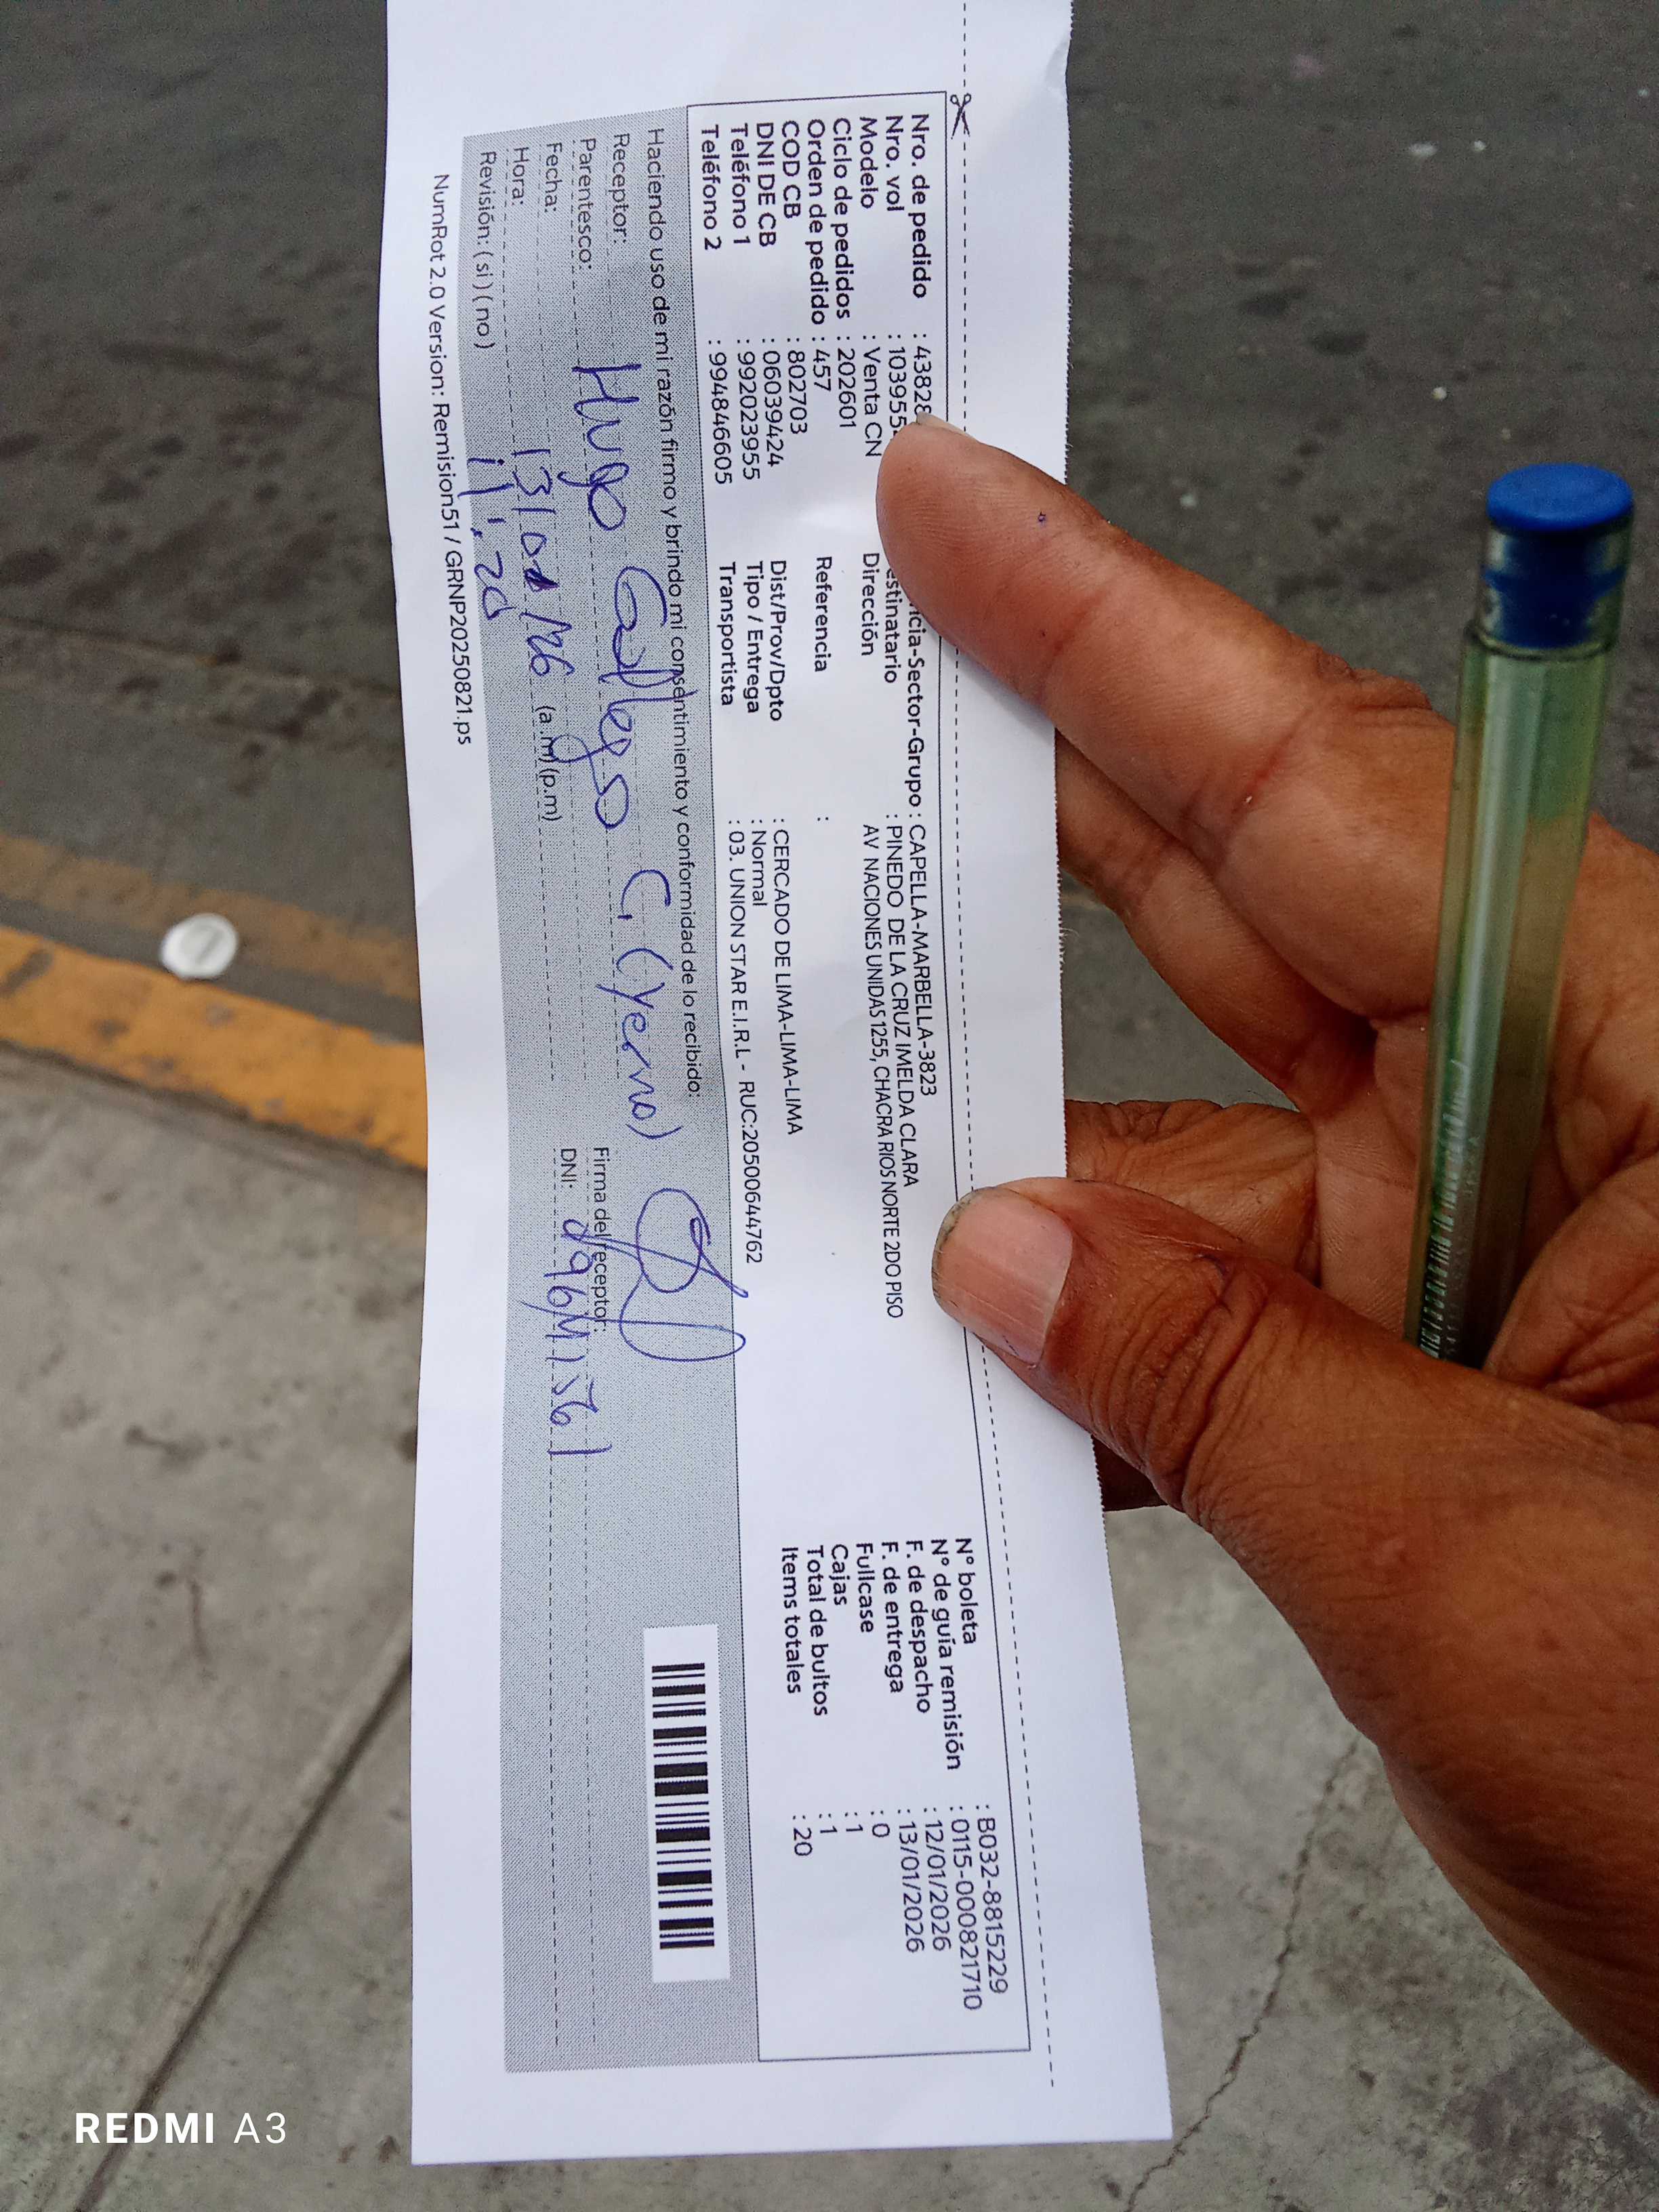 Nro. de pedido : 43828
Nro. vol : 103955
Modelo : Venta CN
Ciclo de pedidos : 202601
Orden de pedido : 457
COD CB : 802703
DNI DE CB : 06039424
Teléfono 1 : 992023955
Teléfono 2 : 994846605
ncia-Sector-Grupo : CAPELLA-MARBELLA-3823
estinatario : PINEDO DE LA CRUZ IMELDA CLARA
Dirección AV NACIONES UNIDAS 1255, CHACRA RIOS NORTE 2DO PISO
Referencia :
Dist/Prov/Dpto : CERCADO DE LIMA-LIMA-LIMA
Tipo / Entrega : Normal
Transportista : 03. UNION STAR E.I.R.L - RUC:20500644762
N° boleta : B032-8815229
N° de guía remisión : 0115-000821710
F. de despacho : 12/01/2026
F. de entrega : 13/01/2026
Fullcase : 0
Cajas : 1
Total de bultos : 1
Items totales : 20
Haciendo uso de mi razón firmo y brindo mi consentimiento y conformidad de lo recibido:
Receptor: Hugo Gallegos C. (Yerno)
Parentesco:
Fecha: 13/01/26
Hora: 11:20 (a.m) (p.m)
Revisión: (si) (no)
Firma del receptor:
DNI:
NumRot 2.0 Version: Remision51 / GRNP20250821.ps
REDMI A3